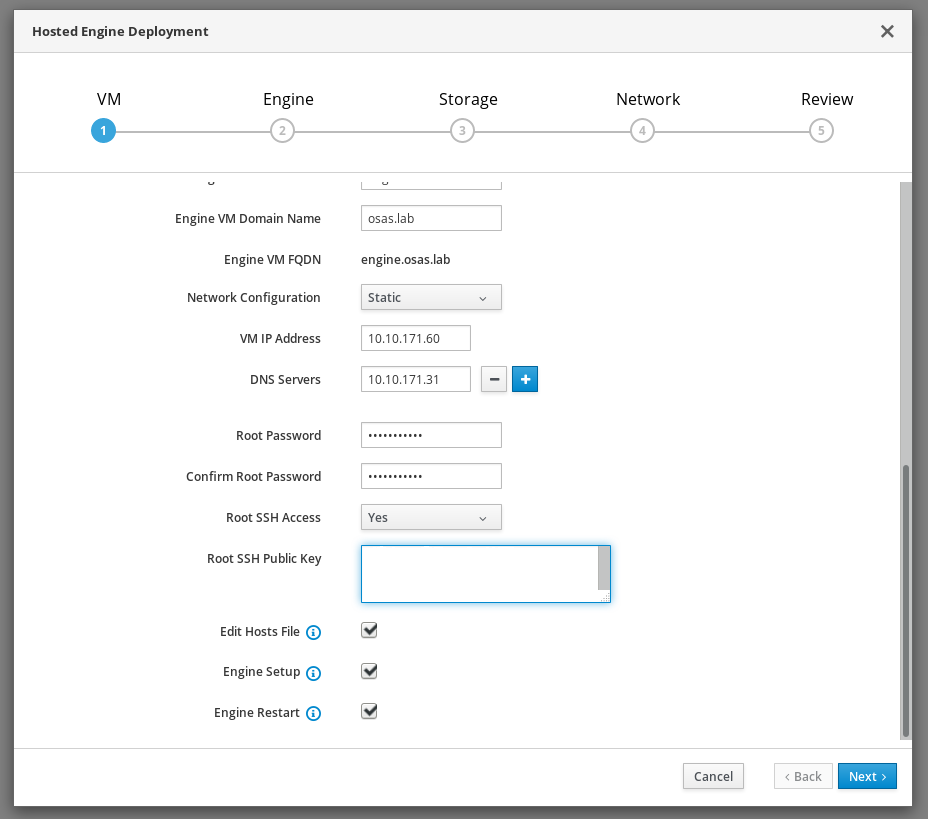 Hosted Engine Deployment
VM Engine Storage Network Review
1 2 3 4 5
Engine VM Domain Name osas.lab
Engine VM FQDN engine.osas.lab
Network Configuration Static
VM IP Address 10.10.171.60
DNS Servers 10.10.171.31
Root Password •••••••••••
Confirm Root Password •••••••••••
Root SSH Access Yes
Root SSH Public Key
Edit Hosts File
Engine Setup
Engine Restart
Cancel < Back Next >